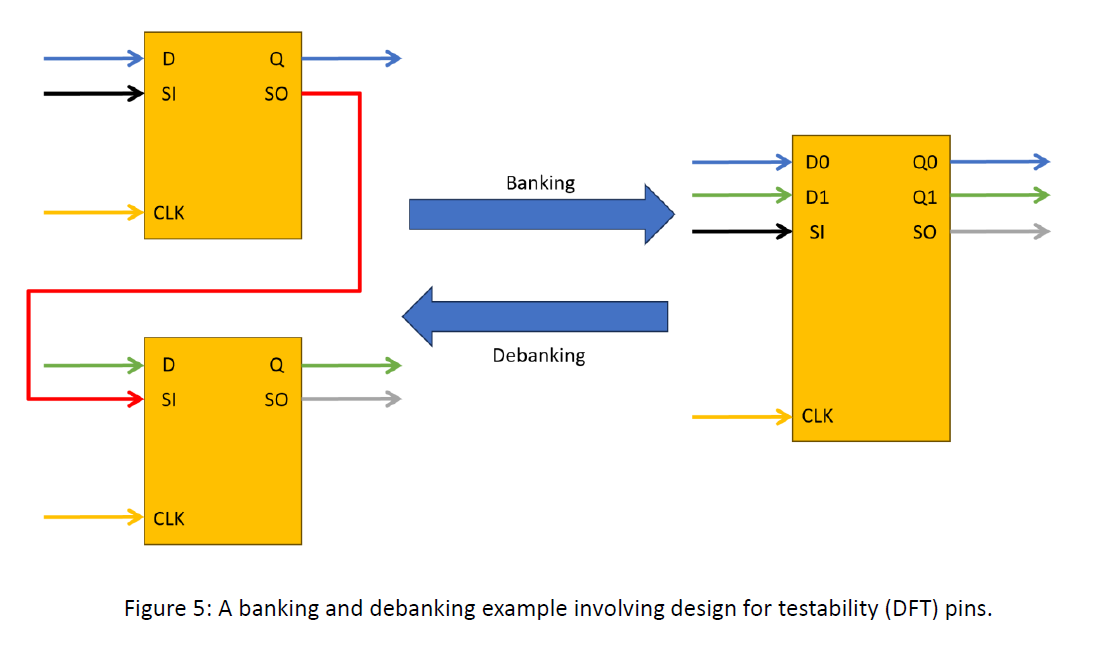 D Q
SI SO
CLK
Banking
D0 Q0
D1 Q1
SI SO
CLK
Debanking
D Q
SI SO
CLK
Figure 5: A banking and debanking example involving design for testability (DFT) pins.